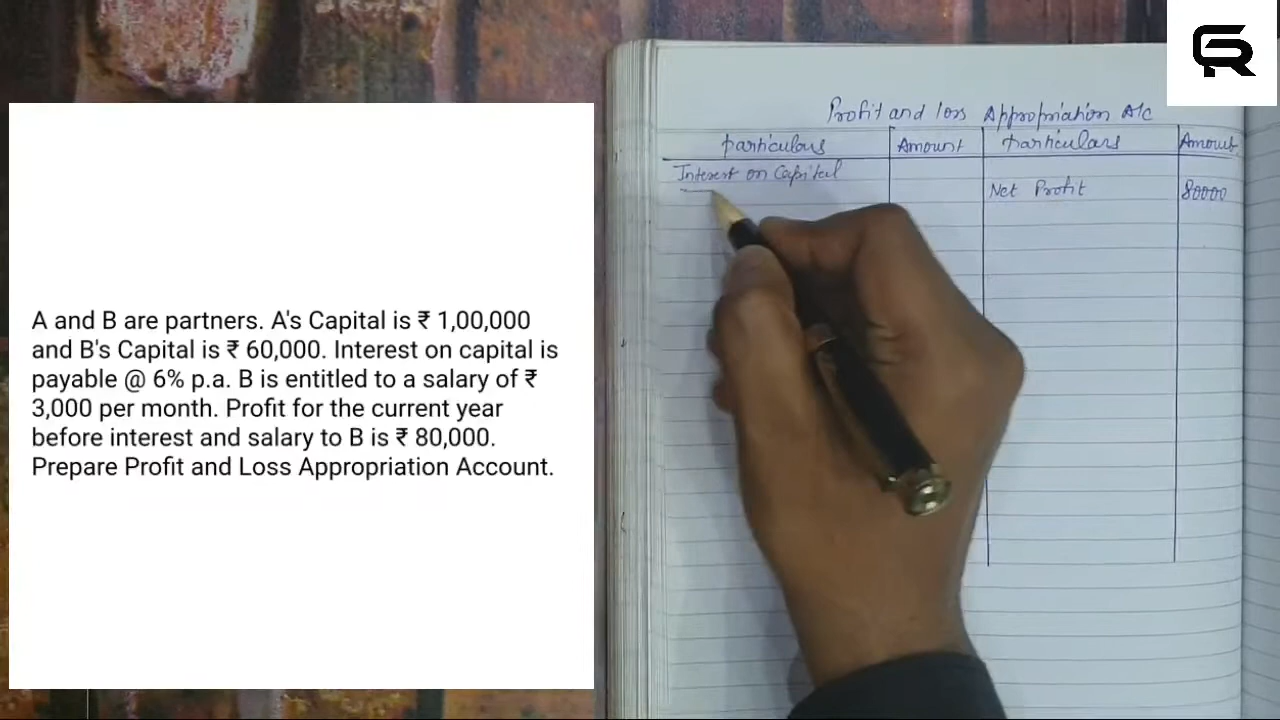 A and B are partners. A's Capital is ₹ 1,00,000
and B's Capital is ₹ 60,000. Interest on capital is
payable @ 6% p.a. B is entitled to a salary of ₹
3,000 per month. Profit for the current year
before interest and salary to B is ₹ 80,000.
Prepare Profit and Loss Appropriation Account.
Profit and loss Appropriation A/c
particulars Amount particulars Amount
Interest on Capital
Net Profit 80000